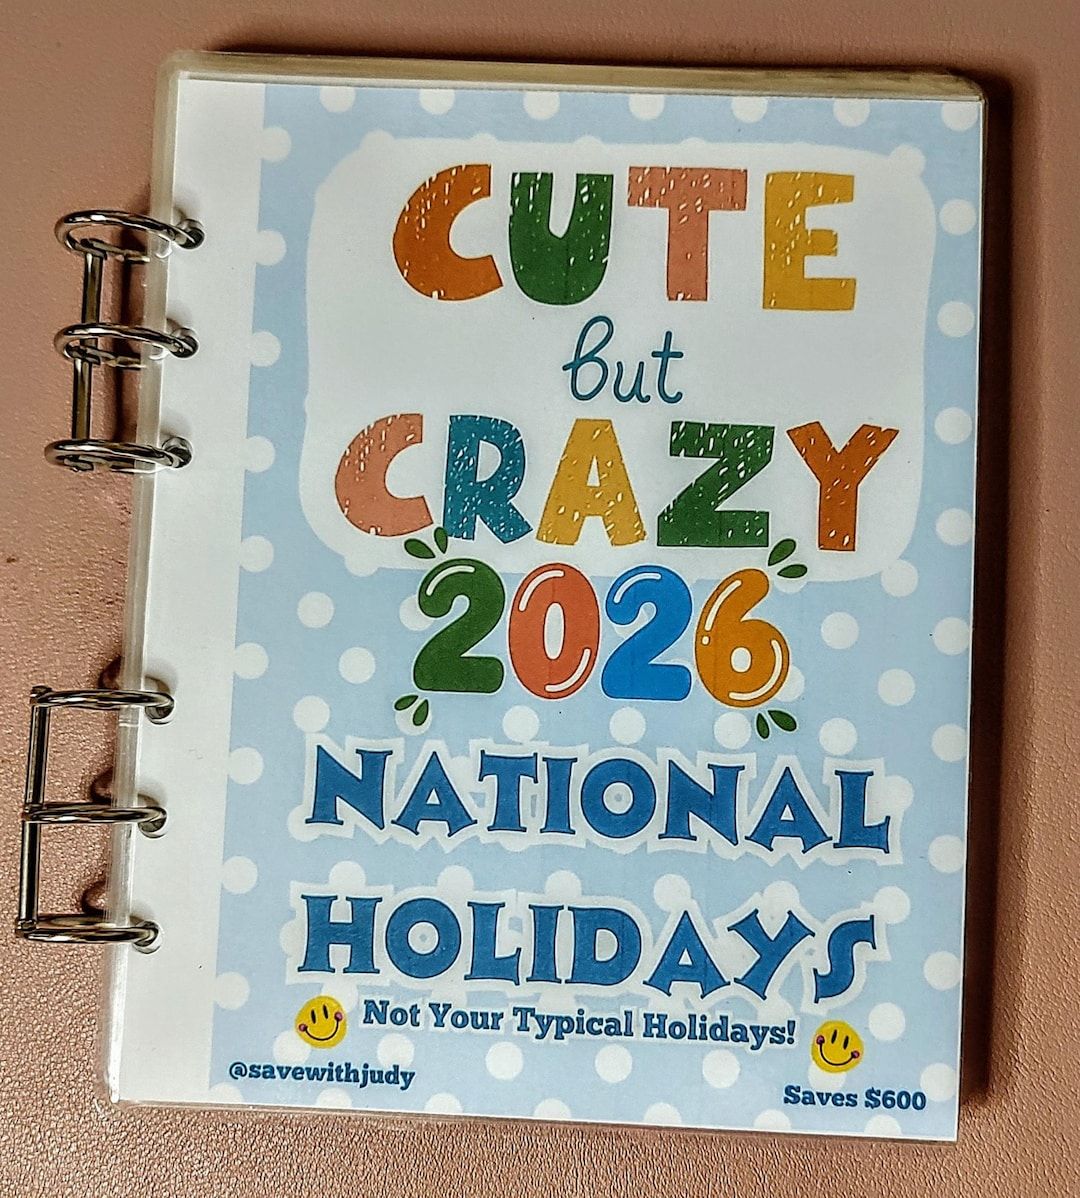 CUTE
but
CRAZY
2026
NATIONAL
HOLIDAYS
Not Your Typical Holidays!
@savewithjudy
Saves $600